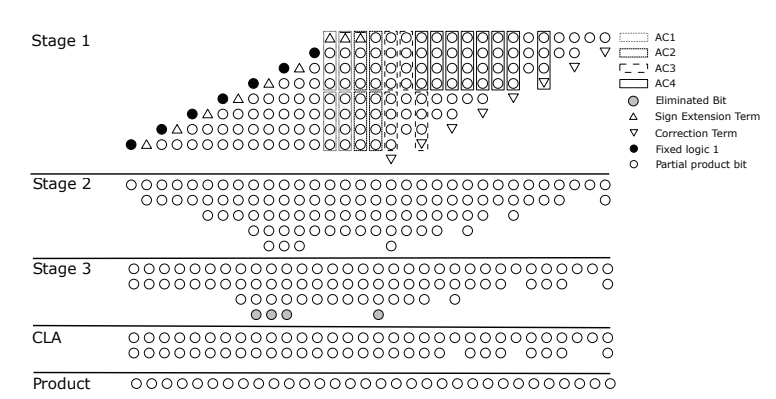 Stage 1
AC1
AC2
AC3
AC4
Eliminated Bit
Sign Extension Term
Correction Term
Fixed logic 1
Partial product bit
Stage 2
Stage 3
CLA
Product